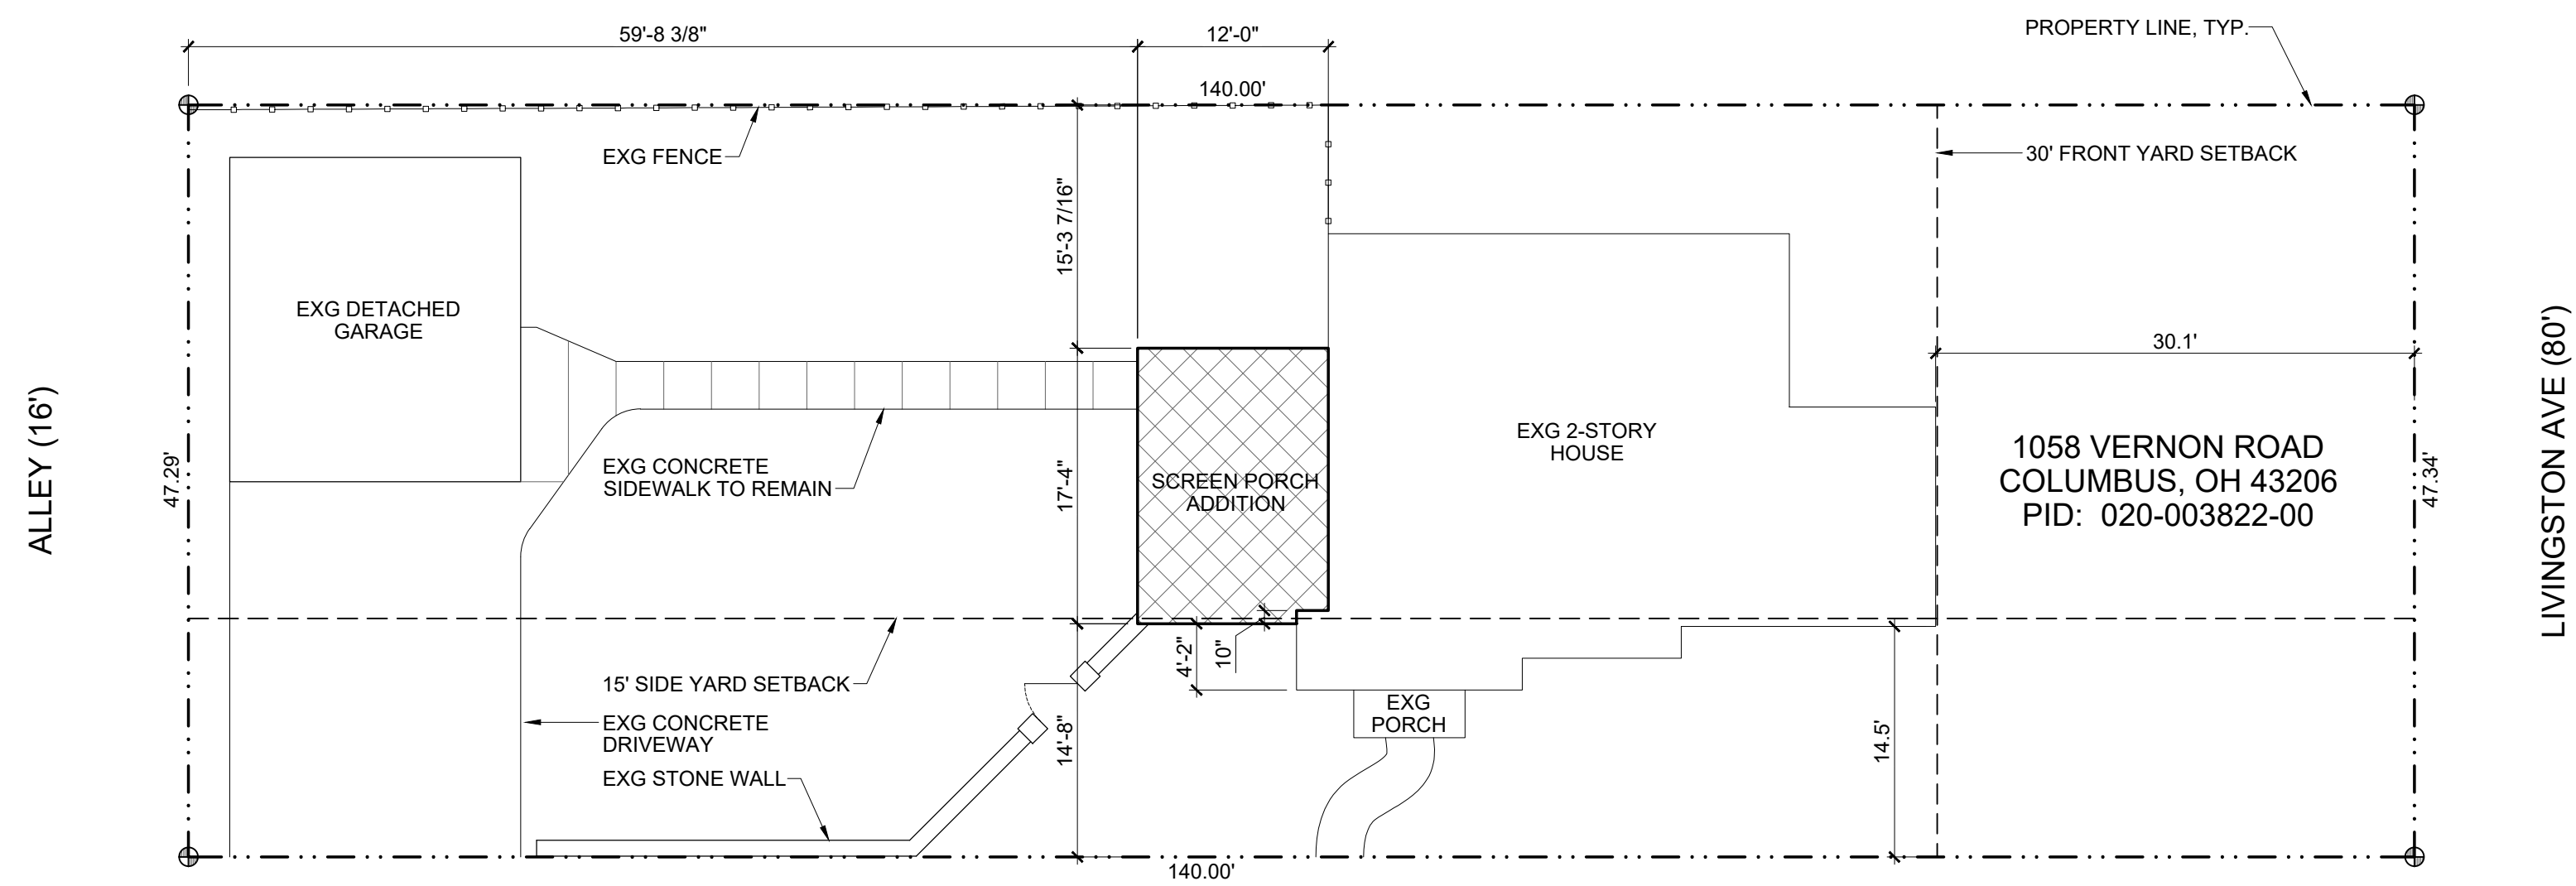 PROPERTY LINE, TYP.
59'-8 3/8"
12'-0"
140.00'
EXG FENCE
30' FRONT YARD SETBACK
15'-3 7/16"
EXG DETACHED
GARAGE
30.1'
ALLEY (16')
47.29'
EXG CONCRETE
SIDEWALK TO REMAIN
17'-4"
SCREEN PORCH
ADDITION
EXG 2-STORY
HOUSE
1058 VERNON ROAD
COLUMBUS, OH 43206
PID: 020-003822-00
47.34'
LIVINGSTON AVE (80')
15' SIDE YARD SETBACK
4'-2"
10"
EXG CONCRETE
DRIVEWAY
EXG
PORCH
EXG STONE WALL
14'-8"
14.5'
140.00'